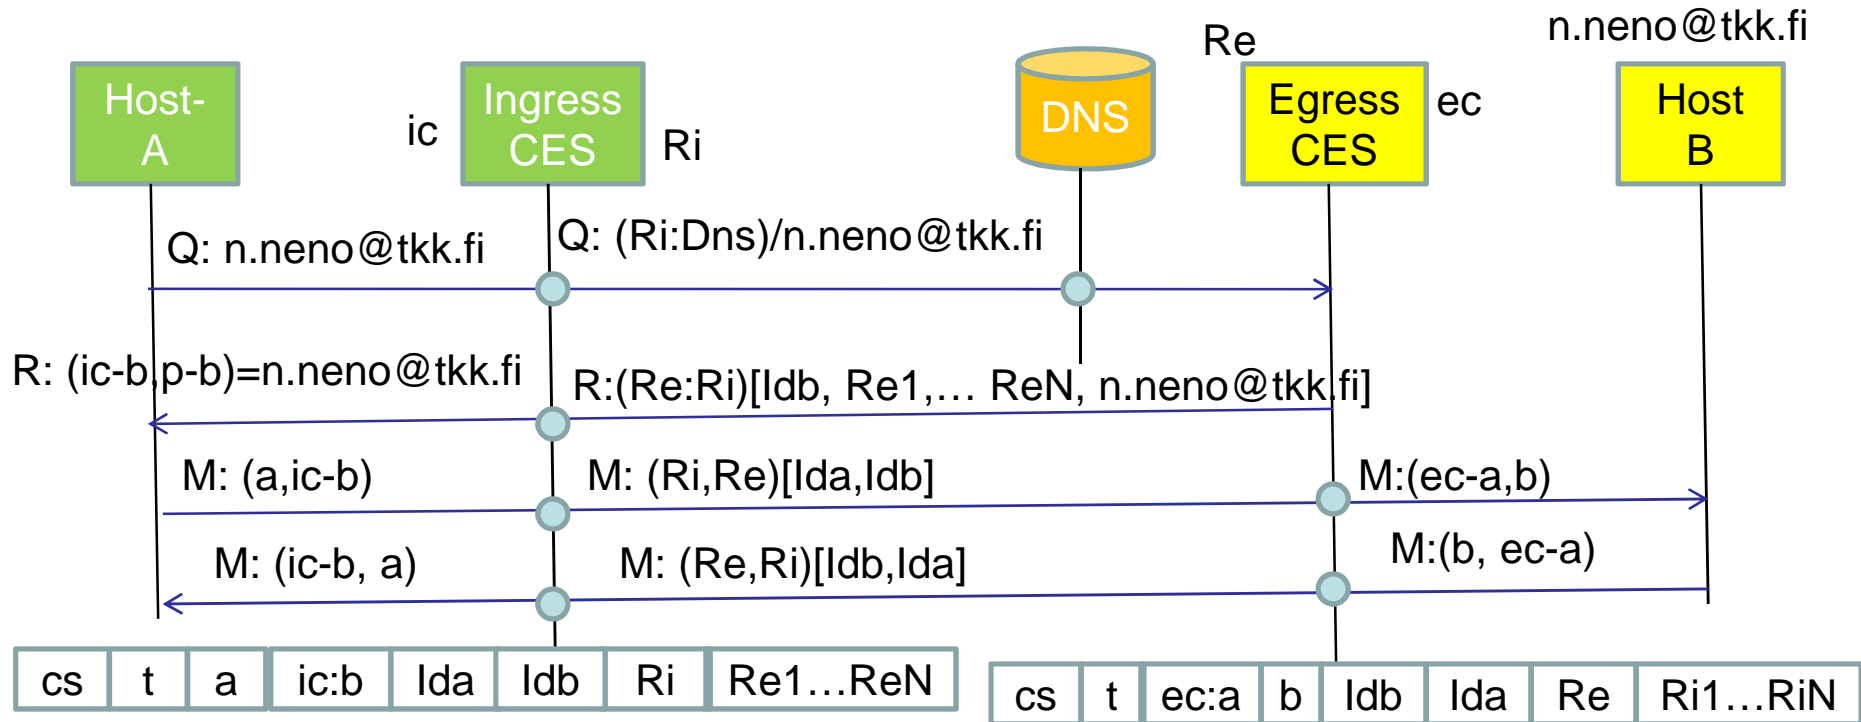 n.neno@tkk.fi
Re
Host-
A
ic
Ingress
CES
Ri
DNS
Egress
CES
ec
Host
B
Q: n.neno@tkk.fi
Q: (Ri:Dns)/n.neno@tkk.fi
R: (ic-b,p-b)=n.neno@tkk.fi
R:(Re:Ri)[Idb, Re1,... ReN, n.neno@tkk.fi]
M: (a,ic-b)
M: (Ri,Re)[Ida,Idb]
M:(ec-a,b)
M: (ic-b, a)
M: (Re,Ri)[Idb,Ida]
M:(b, ec-a)
cs t a ic:b Ida Idb Ri Re1...ReN
cs t ec:a b Idb Ida Re Ri1...RiN